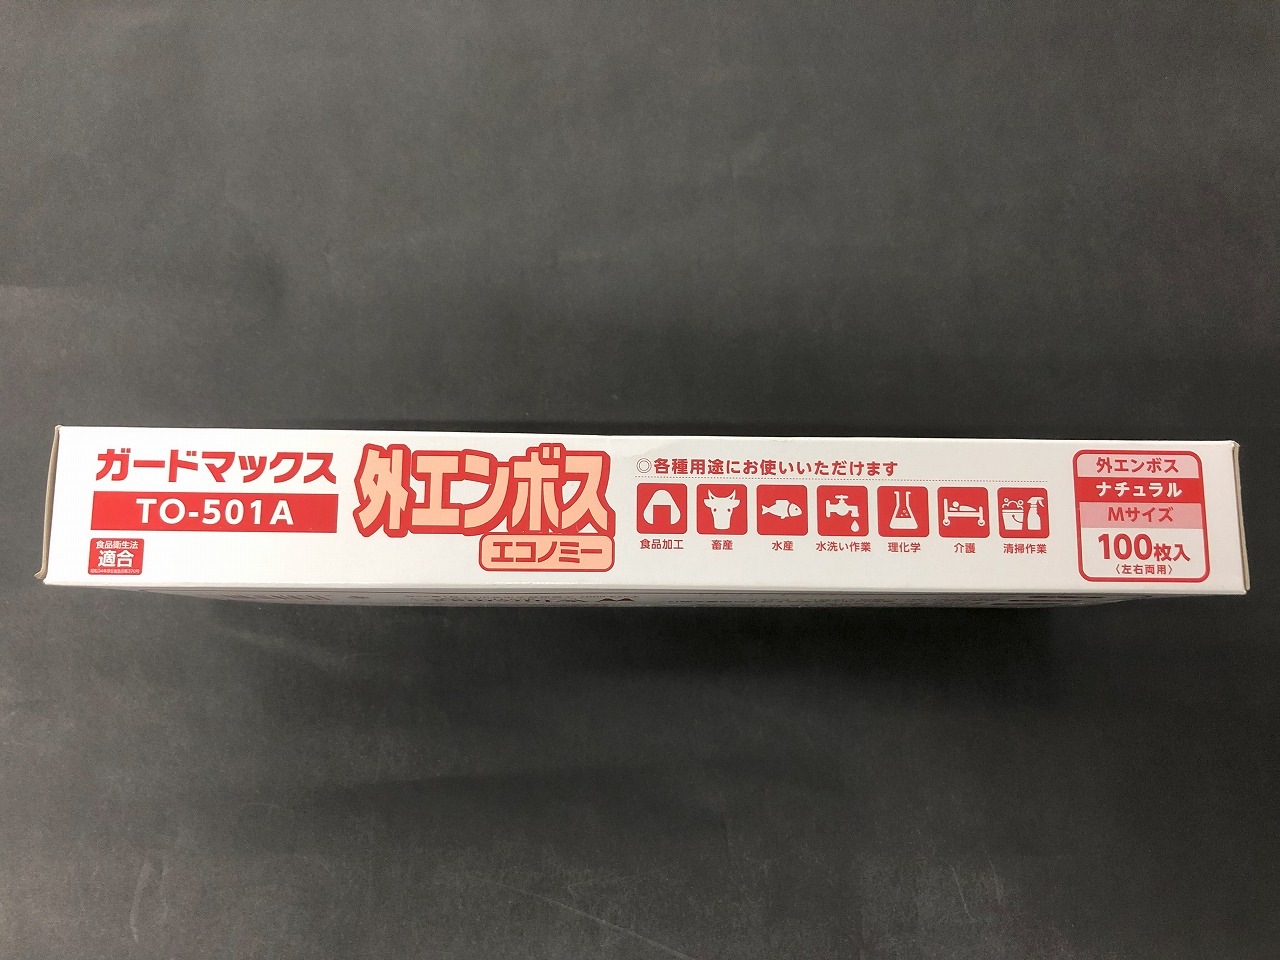 ガードマックス
TO-501A
食品衛生法
適合
外エンボス
エコノミー
◎各種用途にお使いいただけます
食品加工
畜産
水産
水洗い作業
理化学
介護
清掃作業
外エンボス
ナチュラル
Mサイズ
100枚入
〈左右両用〉